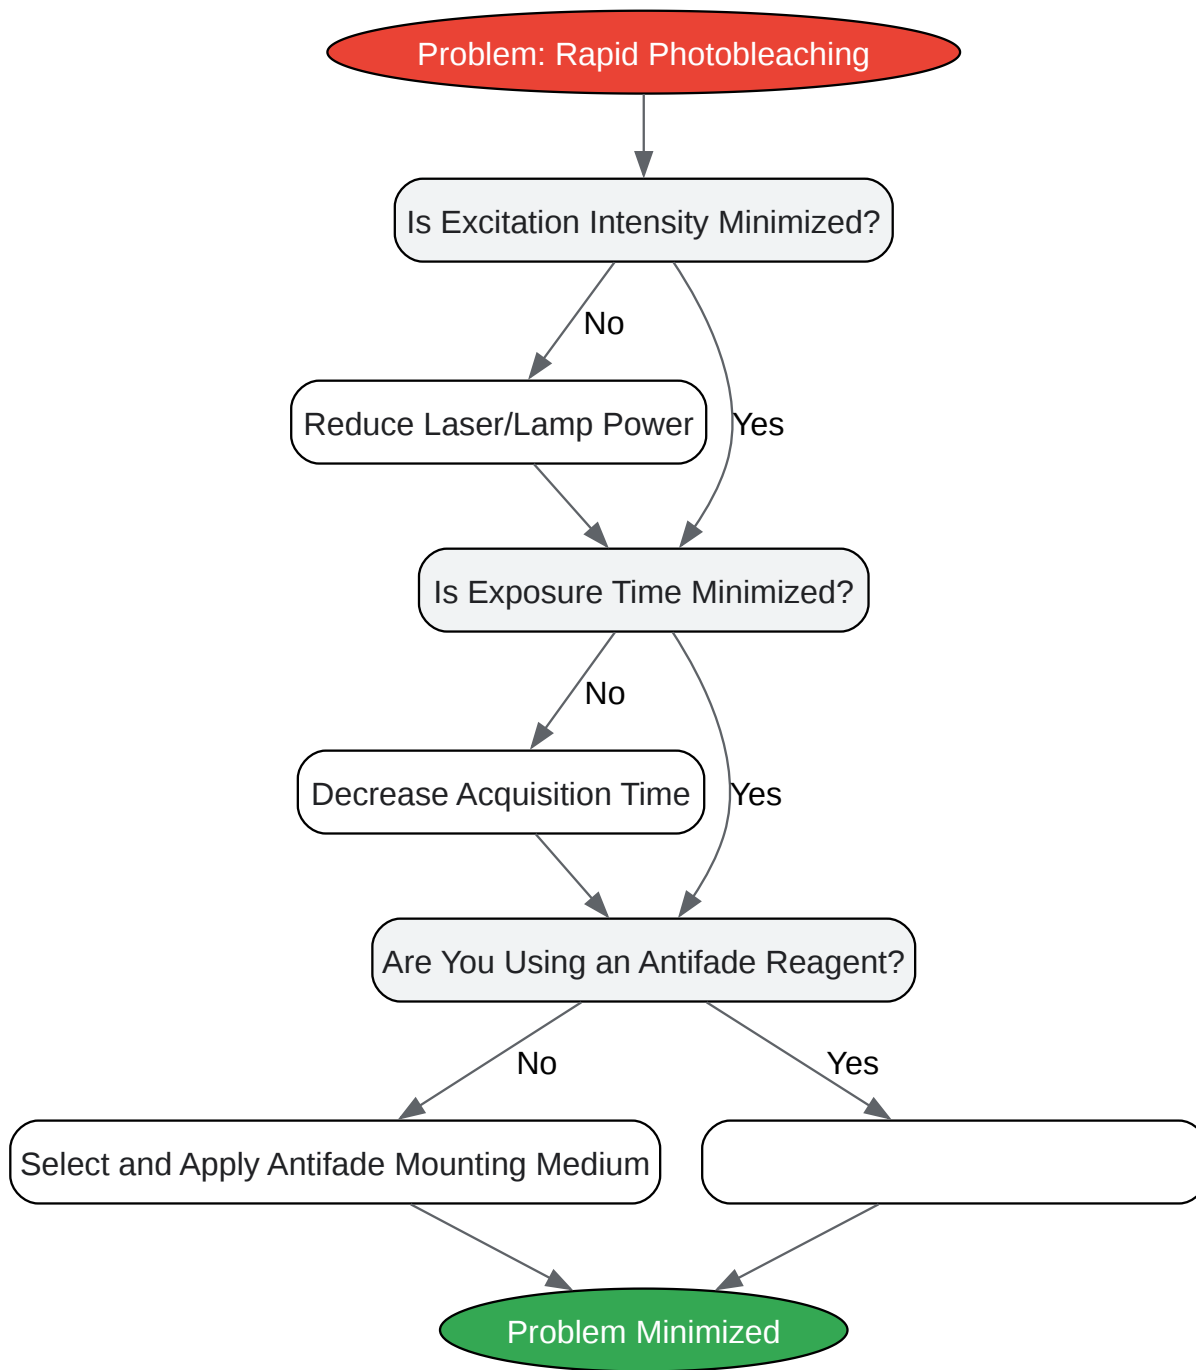 Problem: Rapid Photobleaching
Is Excitation Intensity Minimized?
No
Reduce Laser/Lamp Power
Yes
Is Exposure Time Minimized?
No
Decrease Acquisition Time
Yes
Are You Using an Antifade Reagent?
No
Yes
Select and Apply Antifade Mounting Medium
Problem Minimized